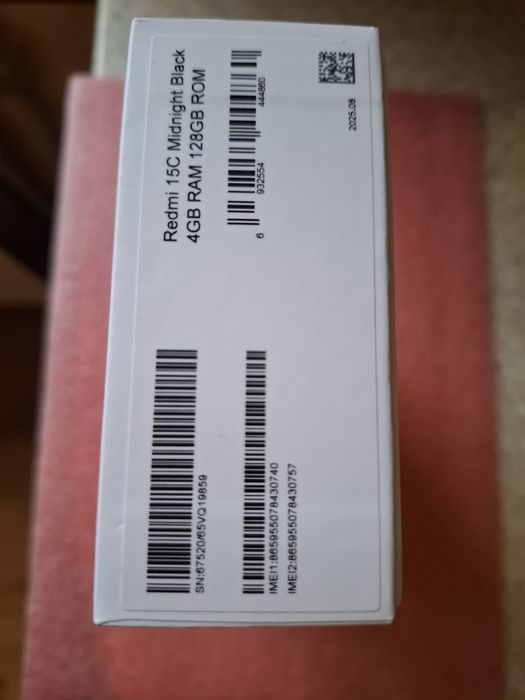 Redmi 15C Midnight Black
4GB RAM 128GB ROM
6 932554 444860
2025.08
SN:67520/65VQ19859
IMEI1:865955078430740
IMEI2:865955078430757